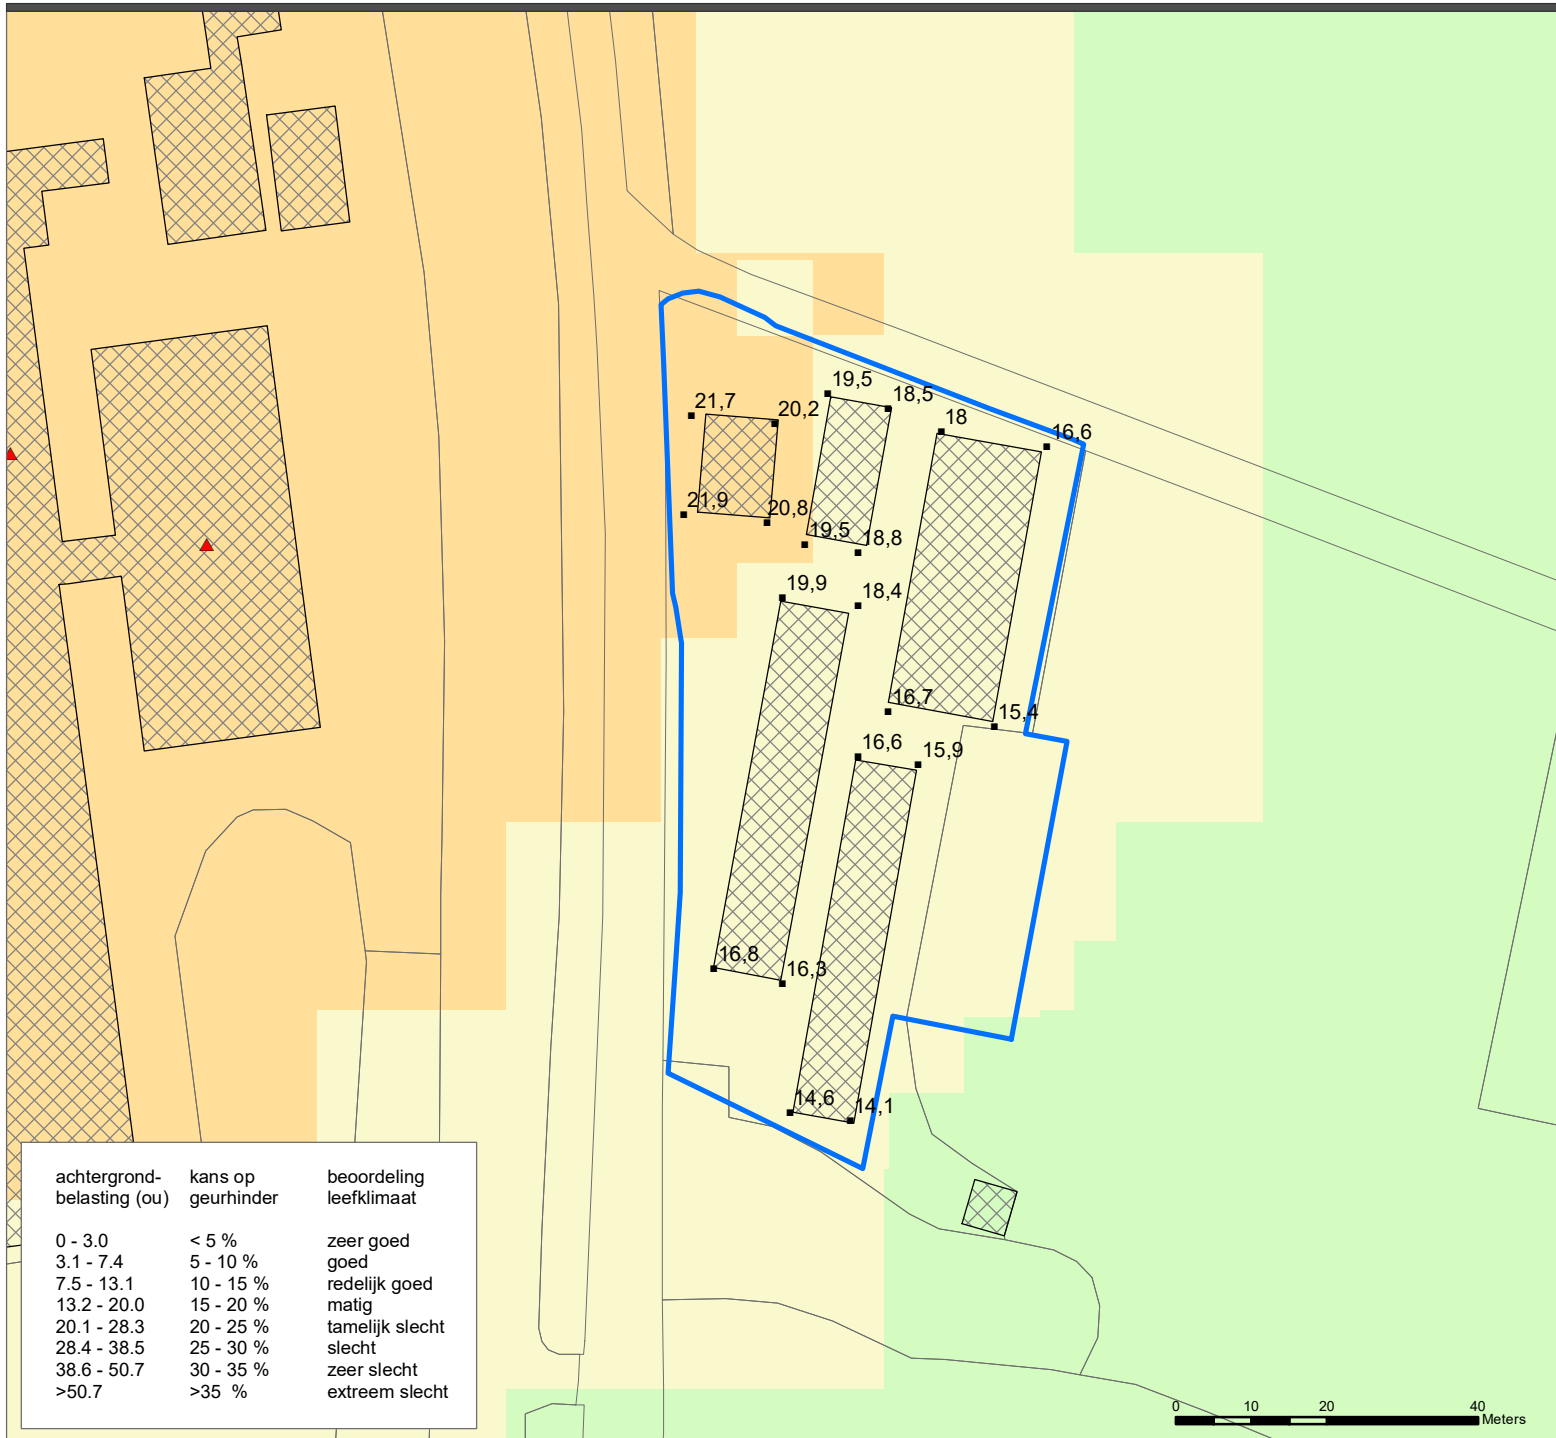 19,5
18,5
21,7
20,2
18
16,6
21,9
20,8
19,5
18,8
19,9
18,4
16,7
15,4
16,6
15,9
16,8
16,3
14,6
14,1
achtergrond- kans op beoordeling
belasting (ou) geurhinder leefklimaat
0 - 3.0 < 5 % zeer goed
3.1 - 7.4 5 - 10 % goed
7.5 - 13.1 10 - 15 % redelijk goed
13.2 - 20.0 15 - 20 % matig
20.1 - 28.3 20 - 25 % tamelijk slecht
28.4 - 38.5 25 - 30 % slecht
38.6 - 50.7 30 - 35 % zeer slecht
>50.7 >35 % extreem slecht
0 10 20 40
Meters